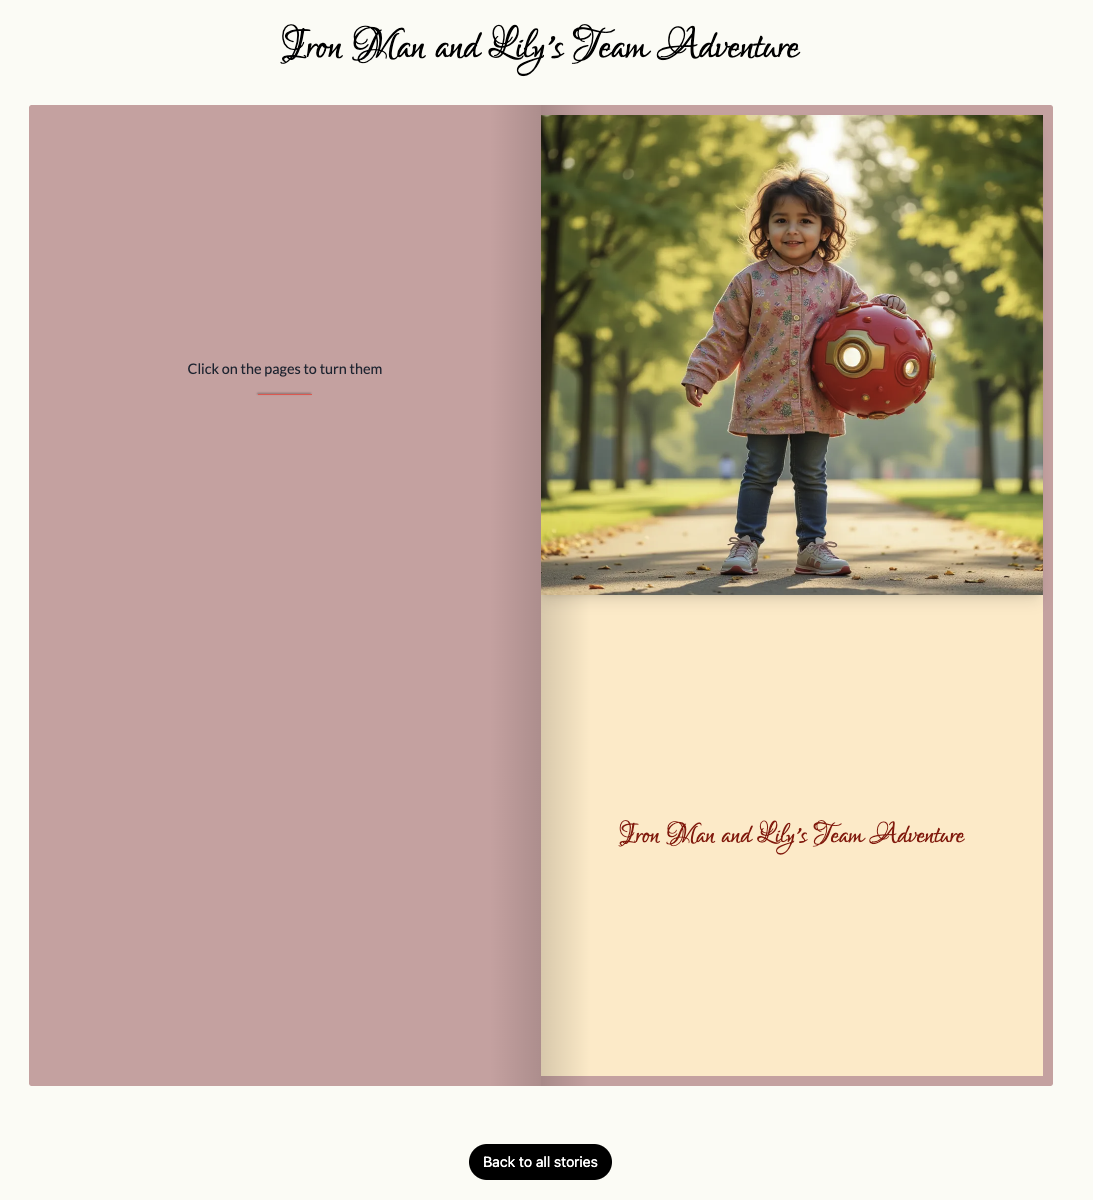 Iron Man and Lily's Team Adventure
Click on the pages to turn them
Iron Man and Lily's Team Adventure
Back to all stories